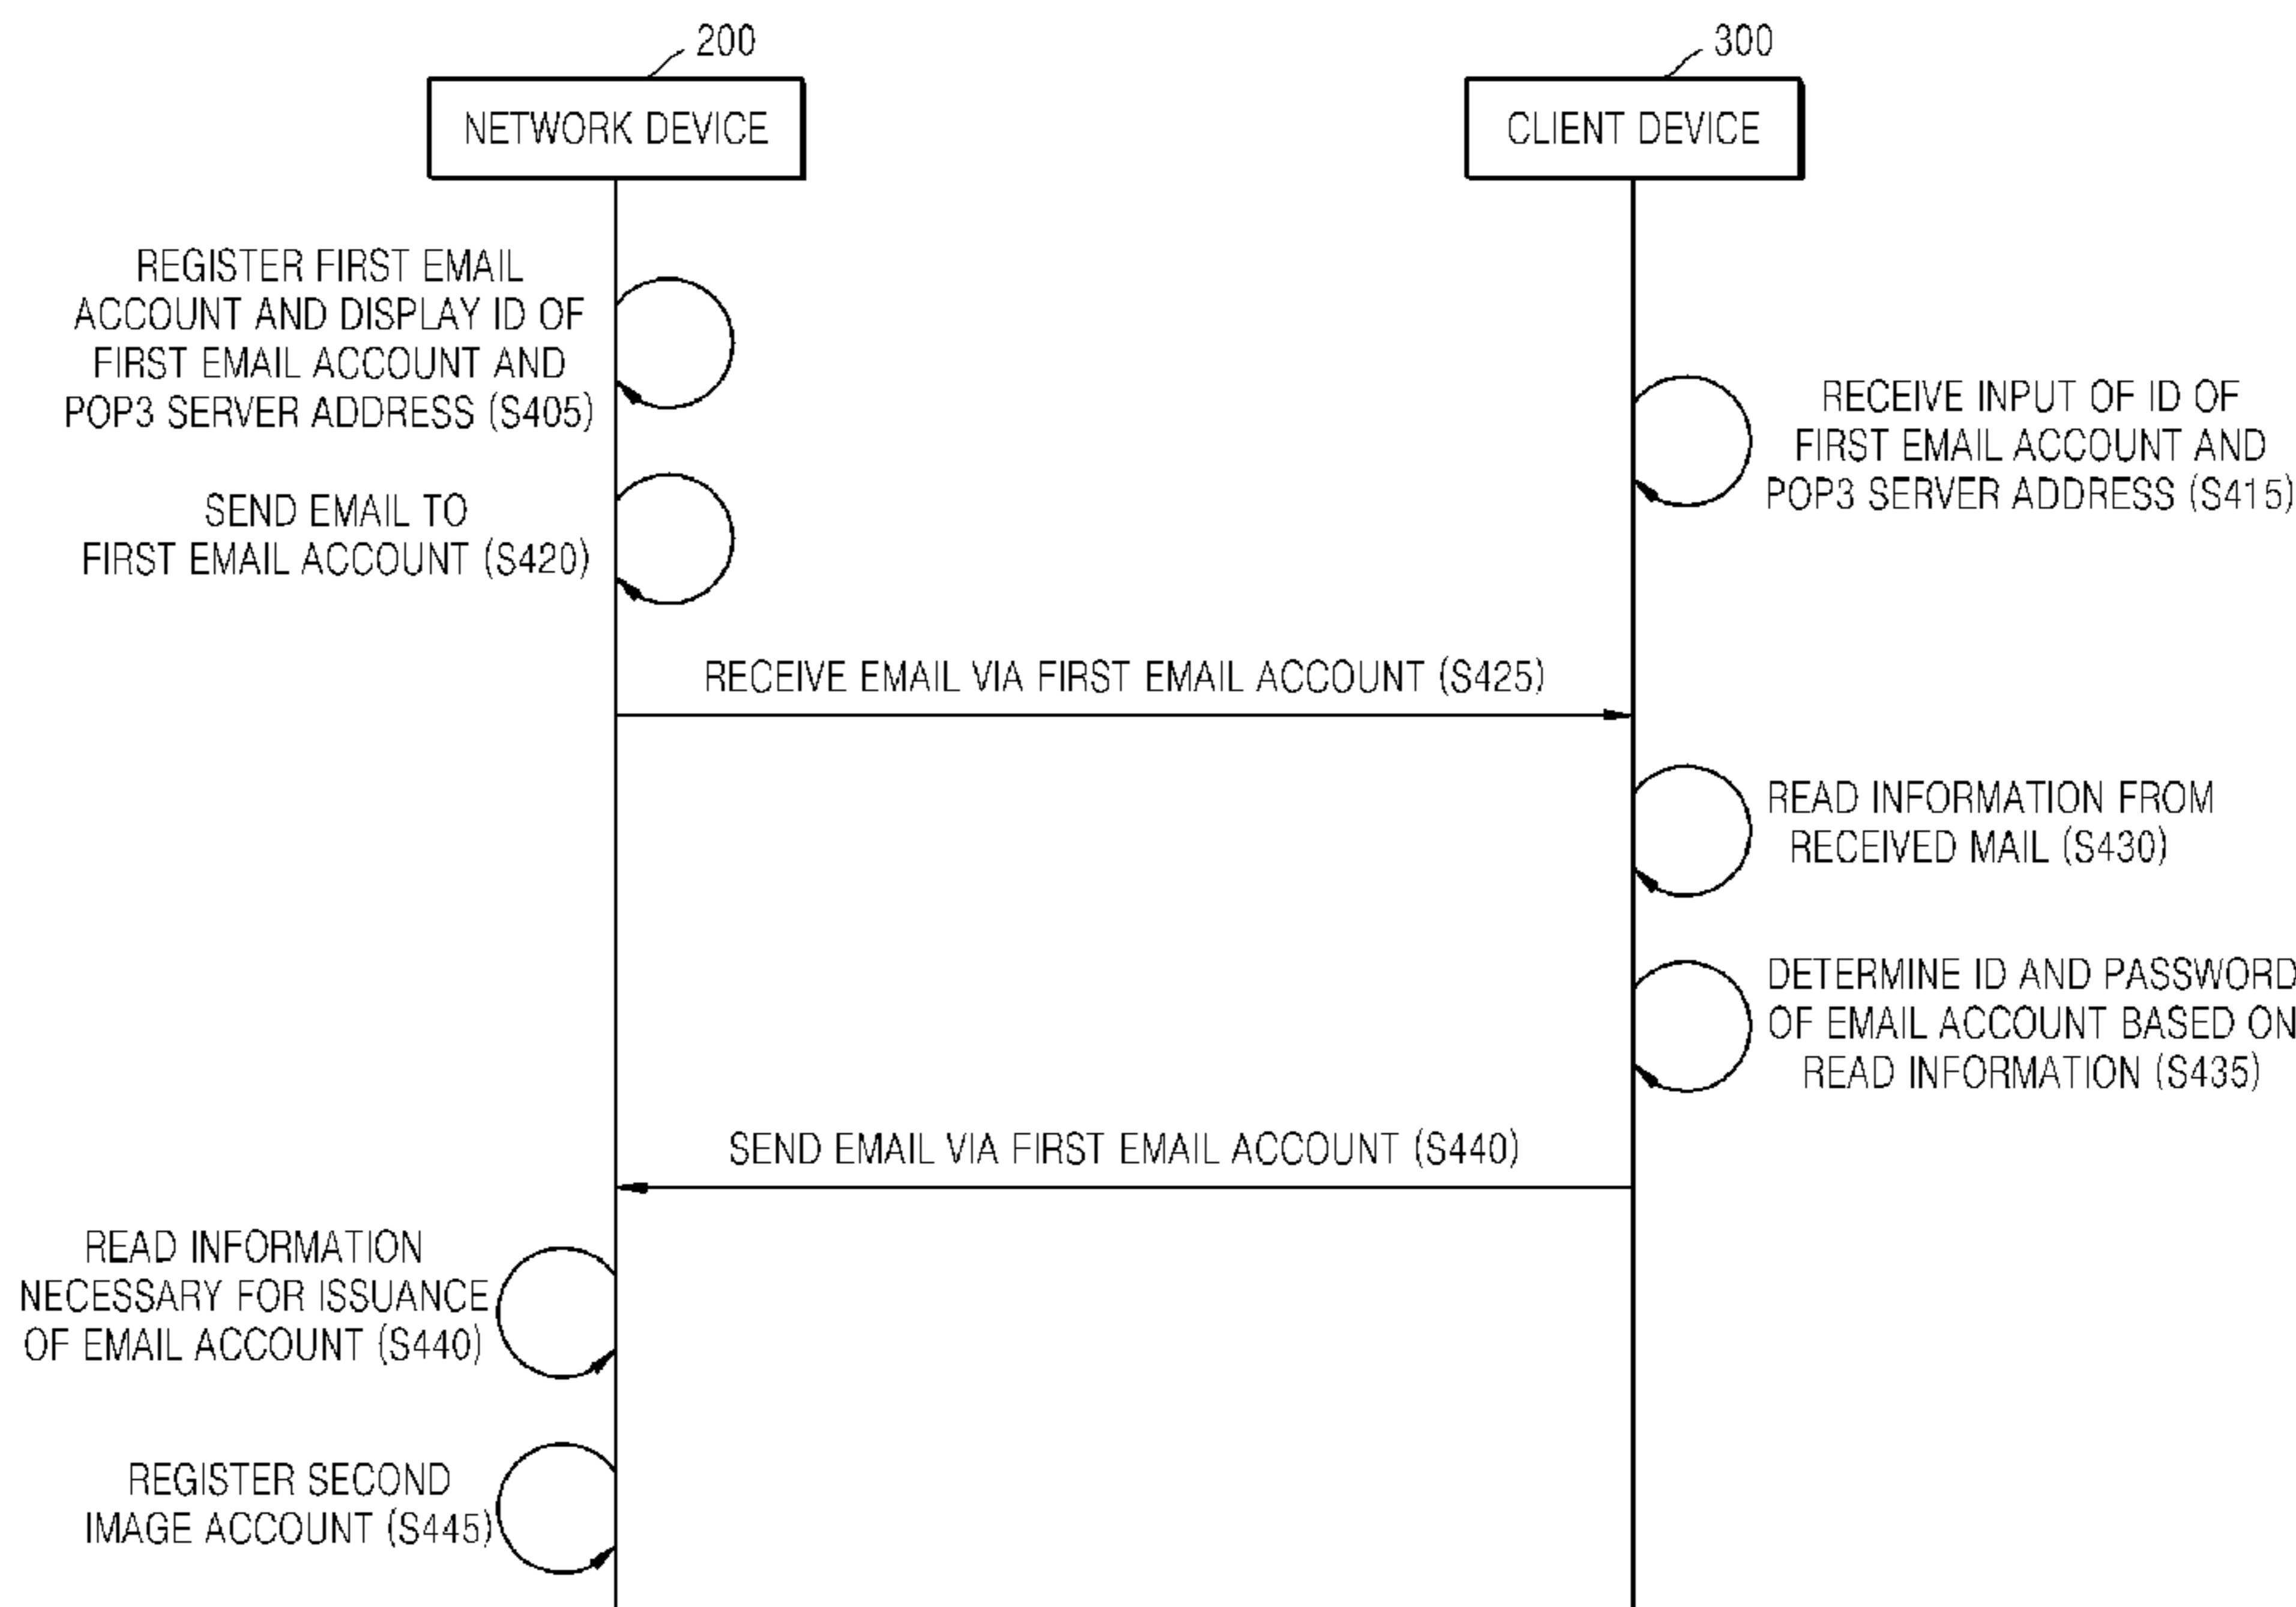 200
300
NETWORK DEVICE
CLIENT DEVICE
REGISTER FIRST EMAIL
ACCOUNT AND DISPLAY ID OF
FIRST EMAIL ACCOUNT AND
POP3 SERVER ADDRESS (S405)
RECEIVE INPUT OF ID OF
FIRST EMAIL ACCOUNT AND
POP3 SERVER ADDRESS (S415)
SEND EMAIL TO
FIRST EMAIL ACCOUNT (S420)
RECEIVE EMAIL VIA FIRST EMAIL ACCOUNT (S425)
READ INFORMATION FROM
RECEIVED MAIL (S430)
DETERMINE ID AND PASSWORD
OF EMAIL ACCOUNT BASED ON
READ INFORMATION (S435)
SEND EMAIL VIA FIRST EMAIL ACCOUNT (S440)
READ INFORMATION
NECESSARY FOR ISSUANCE
OF EMAIL ACCOUNT (S440)
REGISTER SECOND
IMAGE ACCOUNT (S445)